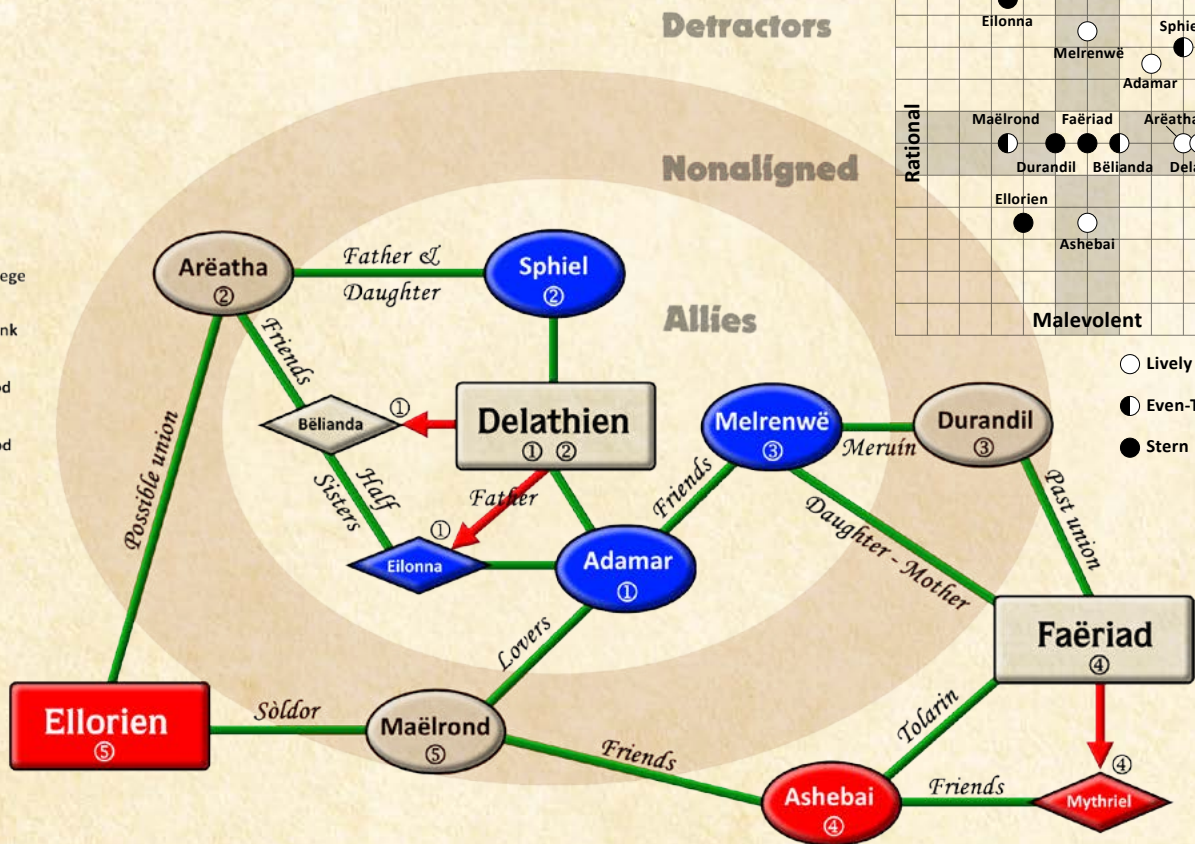 Detractors
Nonaligned
Allies
Arëatha
②
Father &
Daughter
Sphiel
②
Friends
Bëlianda
①
Delathien
① ②
Melrenwë
③
Meruín
Durandil
③
Possible union
Half
Sisters
Father
①
Eilonna
Friends
Adamar
①
Daughter - Mother
Past union
Faëriad
④
Lovers
Ellorien
⑤
Sòldor
Maëlrond
⑤
Friends
Tolarin
Ashebai
④
Friends
④
Mythriel
Eilonna
Melrenwë
Adamar
Rational
Maëlrond
Faëriad
Arëatha
Durandil
Bëlianda
Ellorien
Ashebai
Malevolent
Lively
Stern